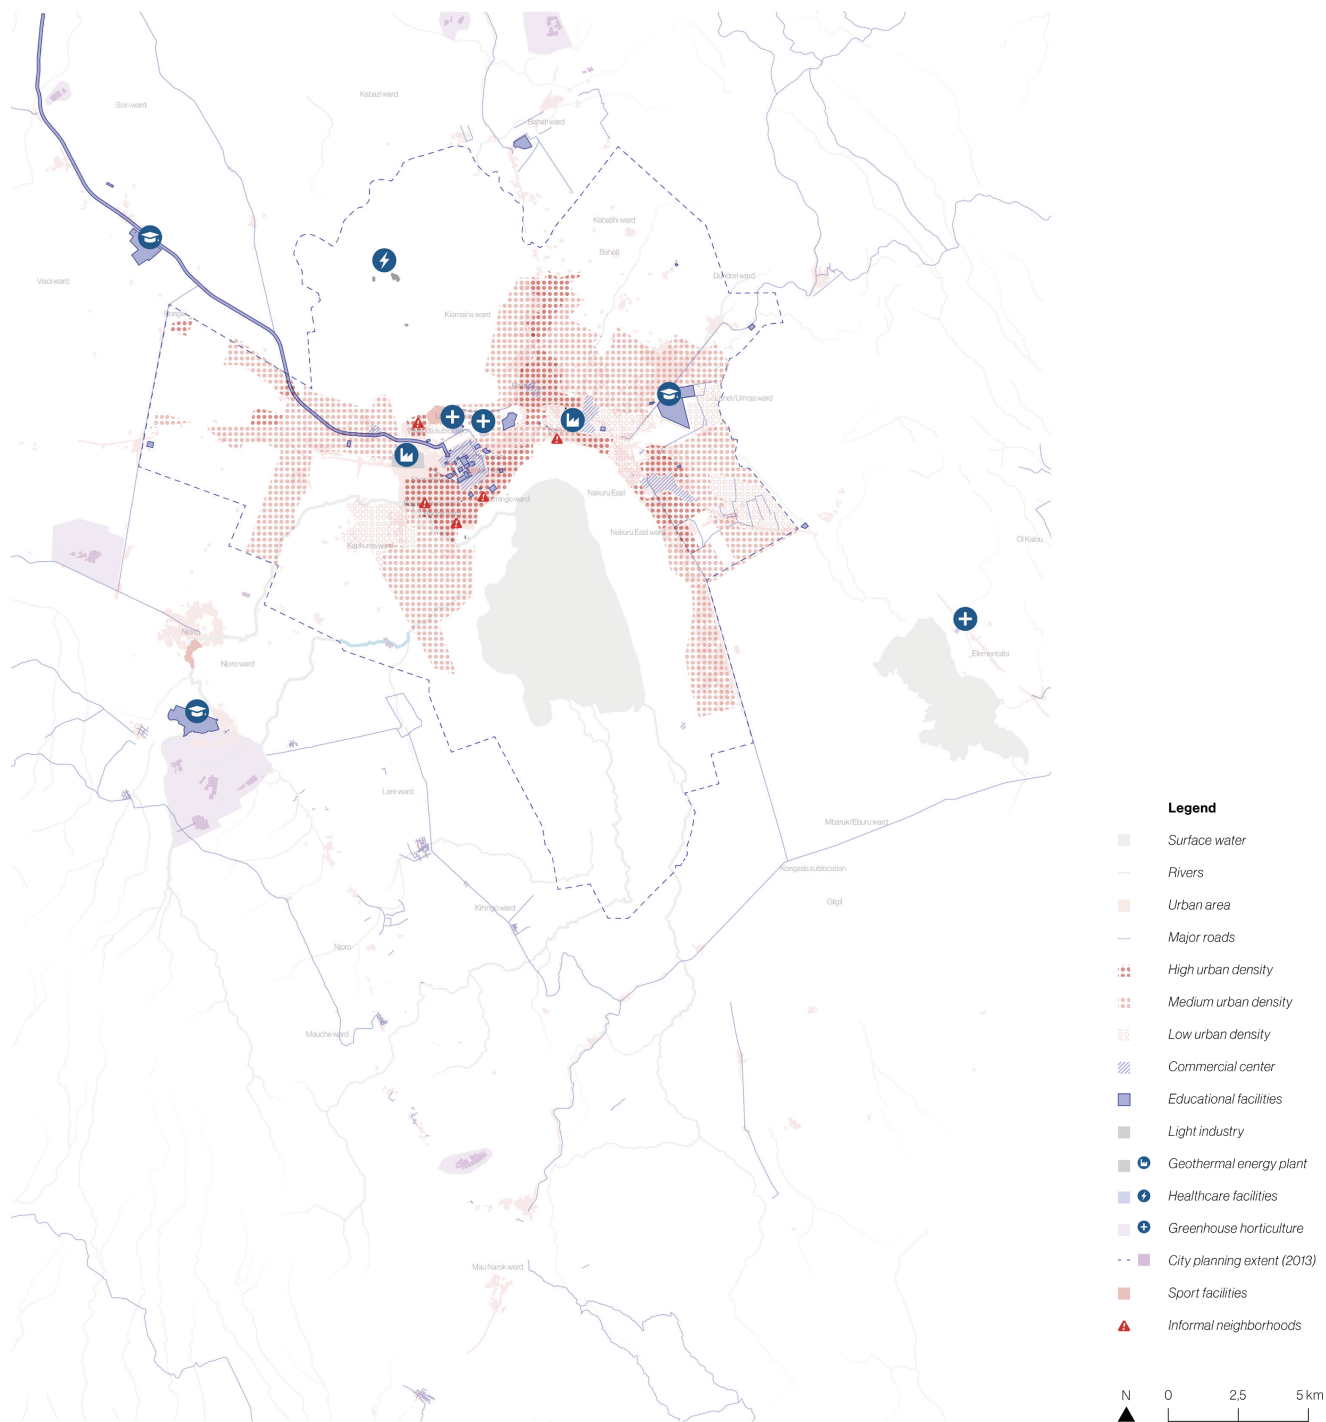 Kabazi ward
Soin ward
Bahati ward
Kabatini ward
Bahati
Dundori ward
Visoi ward
Rongai
Kiamaina ward
Nakuru East
Nakuru East ward
Kapkures ward
Ol Kalou
Njoro
Njoro ward
Elementaita
Lare ward
Mbaruk/Eburu ward
Kongasis sublocation
Gilgil
Kihingo ward
Njoro
Mauche ward
Mau Narok ward
Legend
Surface water
Rivers
Urban area
Major roads
High urban density
Medium urban density
Low urban density
Commercial center
Educational facilities
Light industry
Geothermal energy plant
Healthcare facilities
Greenhouse horticulture
City planning extent (2013)
Sport facilities
Informal neighborhoods
N
0
2,5
5 km